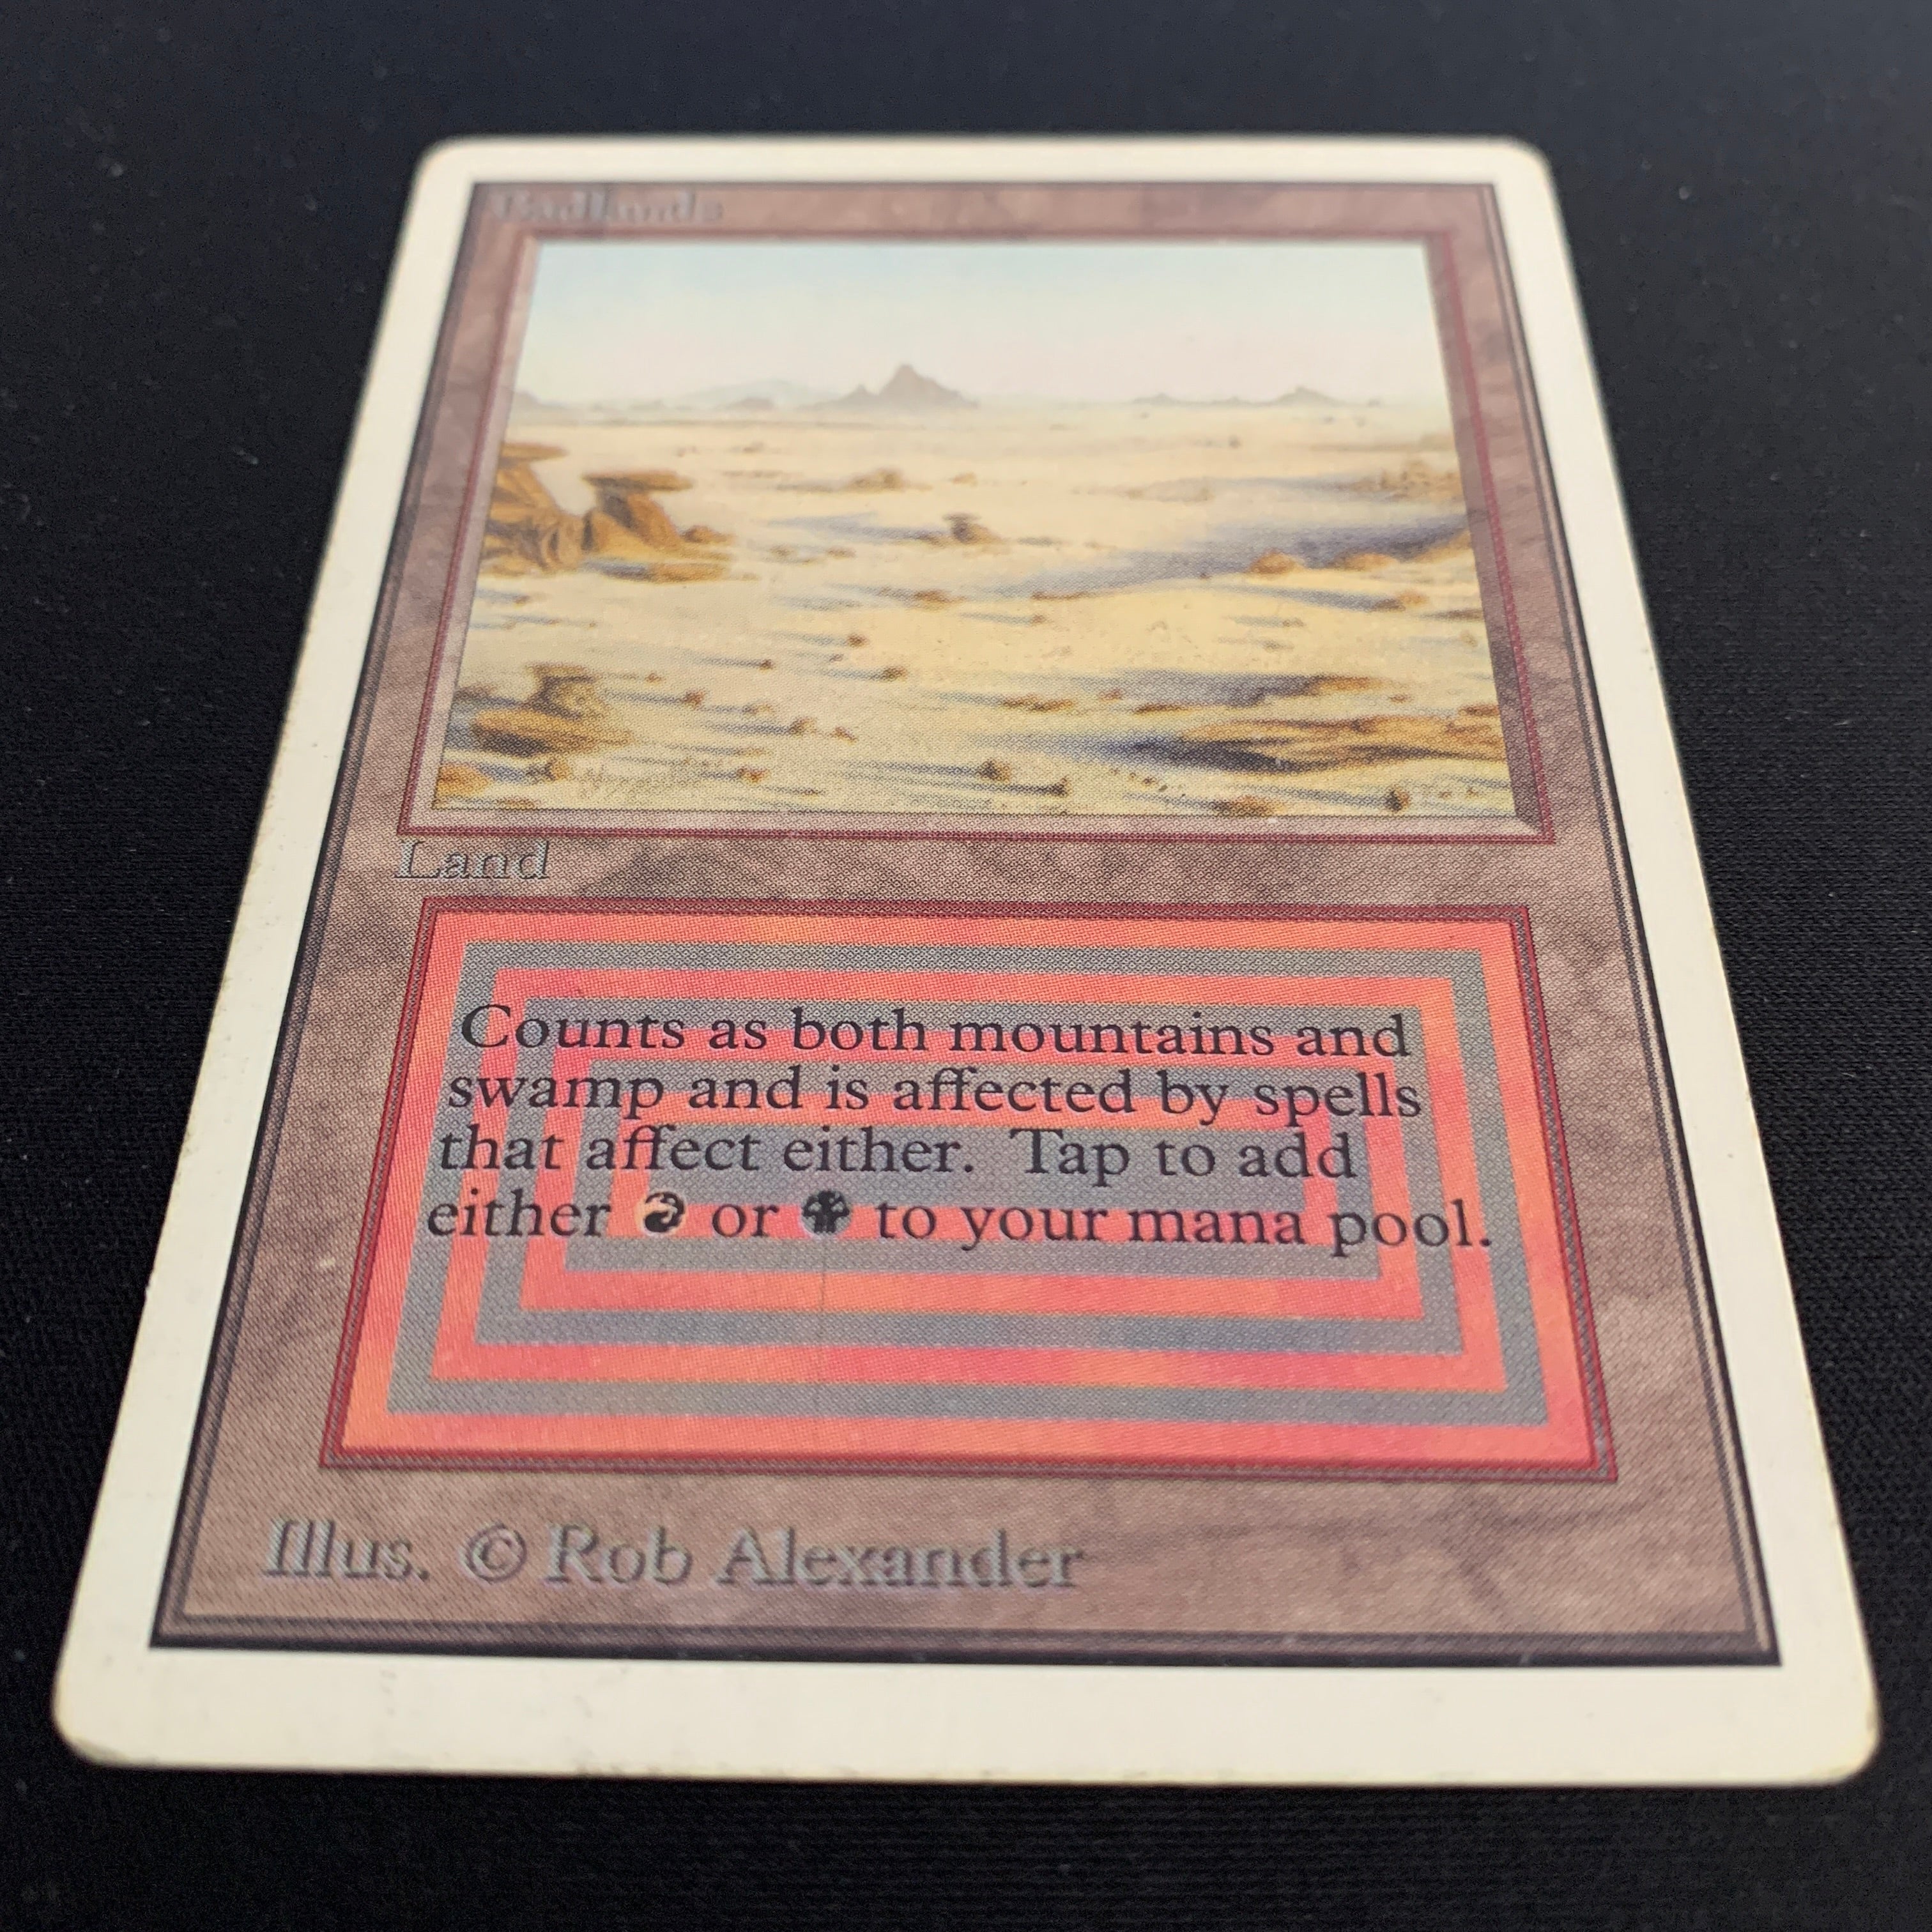 Badlands
Land
Counts as both mountains and
swamp and is affected by spells
that affect either. Tap to add
either or to your mana pool.
Illus. © Rob Alexander